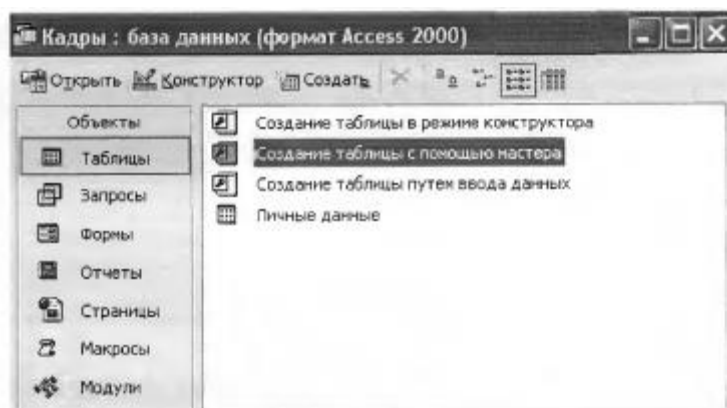 Кадры : база данных (формат Access 2000)
Открыть Конструктор Создать
Объекты
Таблицы
Запросы
Формы
Отчеты
Страницы
Макросы
Модули
Создание таблицы в режиме конструктора
Создание таблицы с помощью мастера
Создание таблицы путем ввода данных
Личные данные